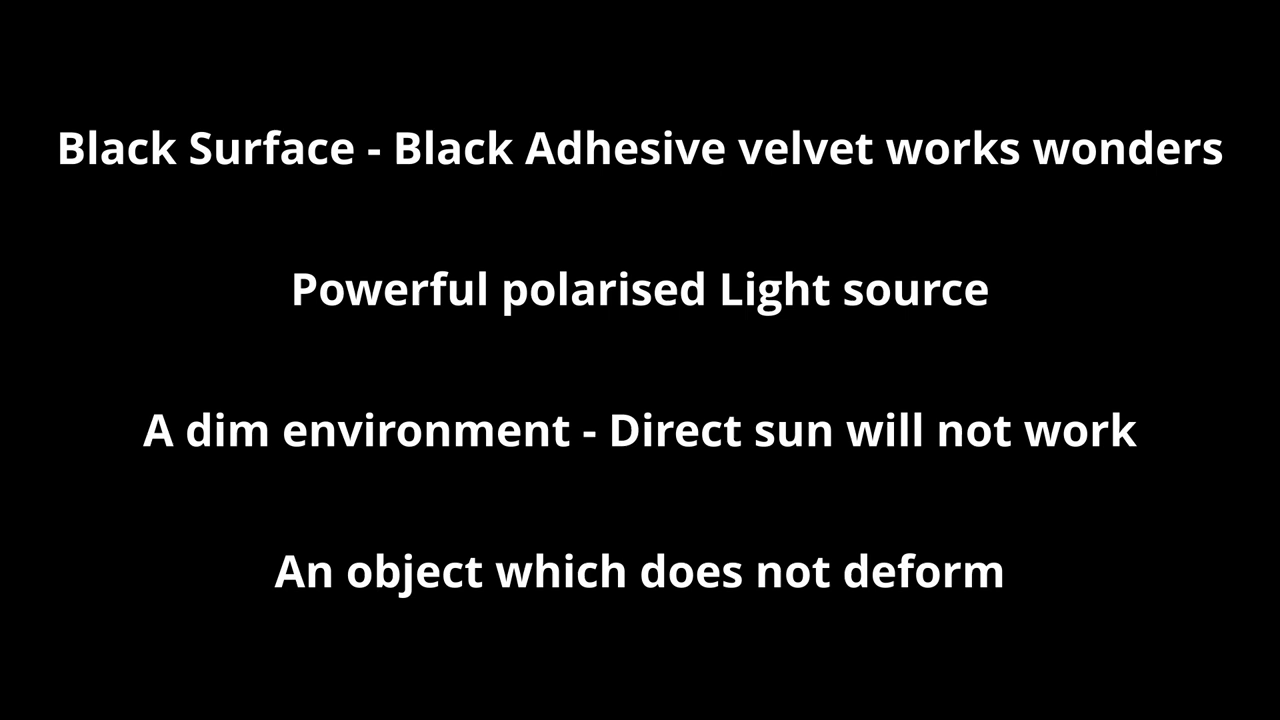 Black Surface - Black Adhesive velvet works wonders
Powerful polarised Light source
A dim environment - Direct sun will not work
An object which does not deform